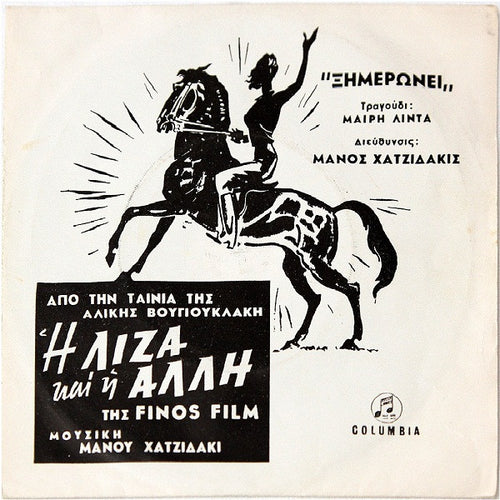 "ΞΗΜΕΡΩΝΕΙ"
Τραγούδι:
ΜΑΙΡΗ ΛΙΝΤΑ
Διεύθυνσις:
ΜΑΝΟΣ ΧΑΤΖΙΔΑΚΙΣ
ΑΠΟ ΤΗΝ ΤΑΙΝΙΑ ΤΗΣ
ΑΛΙΚΗΣ ΒΟΥΓΙΟΥΚΛΑΚΗ
Ἡ ΛΙΖΑ
καί ἡ ΑΛΛΗ
ΤΗΣ FINOS FILM
ΜΟΥΣΙΚΗ
ΜΑΝΟΥ ΧΑΤΖΙΔΑΚΙ
COLUMBIA